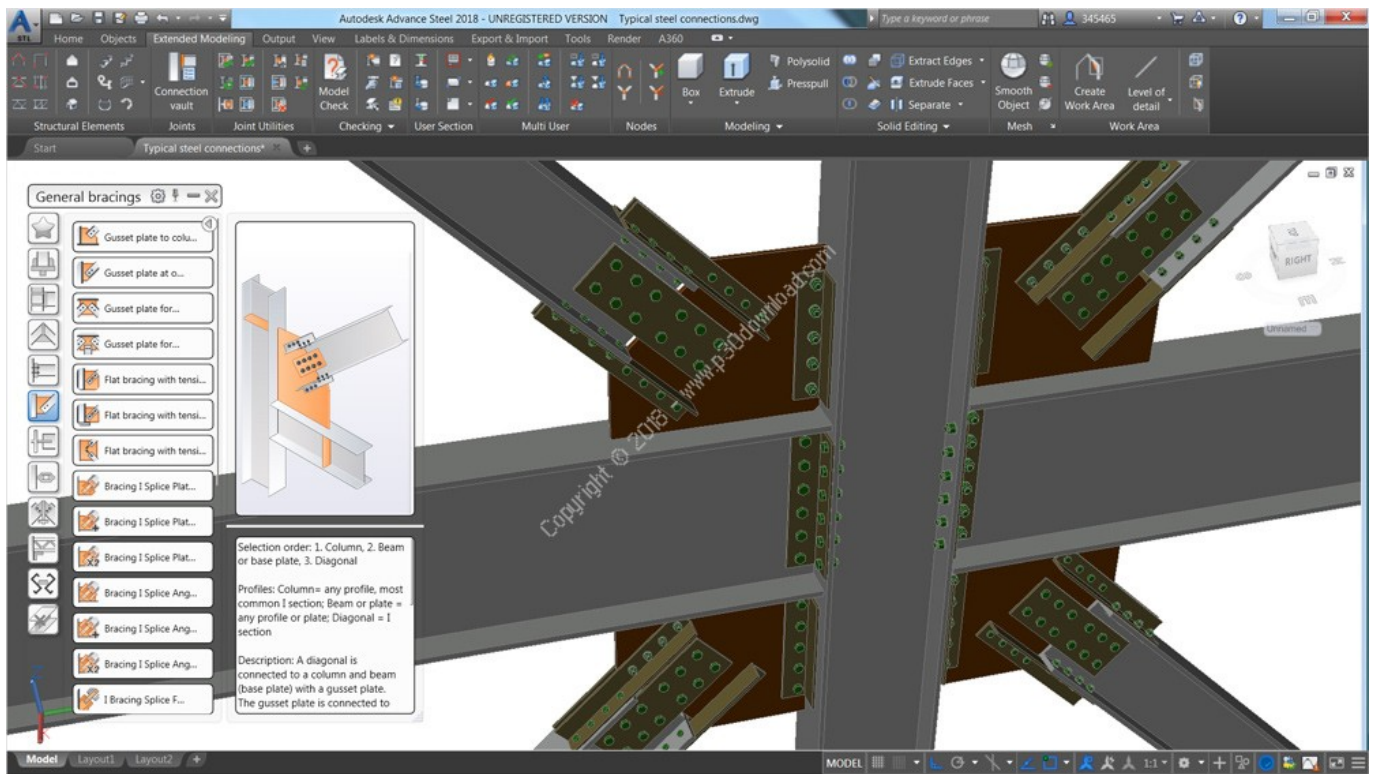 Autodesk Advance Steel 2018 - UNREGISTERED VERSION Typical steel connections.dwg
Type a keyword or phrase
345465
STL
Home Objects Extended Modeling Output View Labels & Dimensions Export & Import Tools Render A360
Connection vault
Model Check
Box
Extrude
Polysolid
Presspull
Extract Edges
Extrude Faces
Separate
Smooth Object
Create Work Area
Level of detail
Structural Elements Joints Joint Utilities Checking User Section Multi User Nodes Modeling Solid Editing Mesh Work Area
Start Typical steel connections*
General bracings
Gusset plate to colu...
Gusset plate at o...
Gusset plate for...
Gusset plate for...
Flat bracing with tensi...
Flat bracing with tensi...
Flat bracing with tensi...
Bracing I Splice Plat...
Bracing I Splice Plat...
Bracing I Splice Plat...
Bracing I Splice Ang...
Bracing I Splice Ang...
Bracing I Splice Ang...
I Bracing Splice F...
Selection order: 1. Column, 2. Beam
or base plate, 3. Diagonal
Profiles: Column= any profile, most
common I section; Beam or plate =
any profile or plate; Diagonal = I
section
Description: A diagonal is
connected to a column and beam
(base plate) with a gusset plate.
The gusset plate is connected to
Copyright © 2018 - www.p30download.com
RIGHT
Unnamed
Model Layout1 Layout2
MODEL
1:1